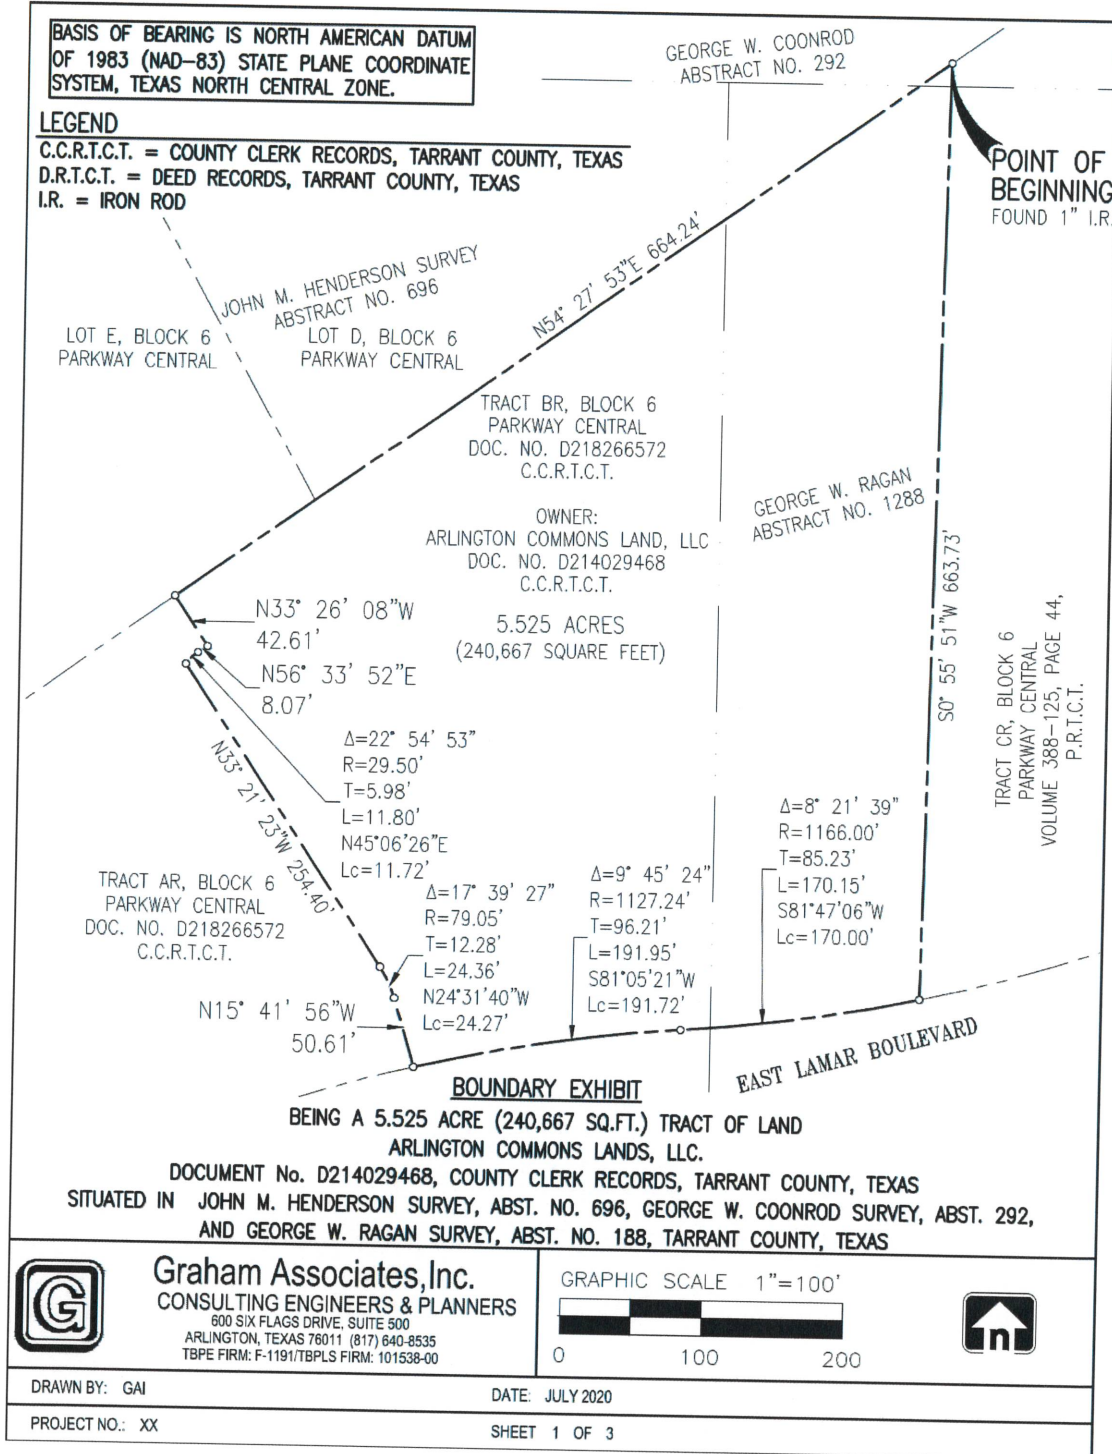 BASIS OF BEARING IS NORTH AMERICAN DATUM
OF 1983 (NAD-83) STATE PLANE COORDINATE
SYSTEM, TEXAS NORTH CENTRAL ZONE.
LEGEND
C.C.R.T.C.T. = COUNTY CLERK RECORDS, TARRANT COUNTY, TEXAS
D.R.T.C.T. = DEED RECORDS, TARRANT COUNTY, TEXAS
I.R. = IRON ROD
GEORGE W. COONROD
ABSTRACT NO. 292
POINT OF
BEGINNING
FOUND 1" I.R.
JOHN M. HENDERSON SURVEY
ABSTRACT NO. 696
LOT E, BLOCK 6
PARKWAY CENTRAL
LOT D, BLOCK 6
PARKWAY CENTRAL
N54° 27' 53"E 664.24'
TRACT BR, BLOCK 6
PARKWAY CENTRAL
DOC. NO. D218266572
C.C.R.T.C.T.
OWNER:
ARLINGTON COMMONS LAND, LLC
DOC. NO. D214029468
C.C.R.T.C.T.
5.525 ACRES
(240,667 SQUARE FEET)
GEORGE W. RAGAN
ABSTRACT NO. 1288
S0° 55' 51"W 663.73'
TRACT CR, BLOCK 6
PARKWAY CENTRAL
VOLUME 388-125, PAGE 44,
P.R.T.C.T.
N33° 26' 08"W
42.61'
N56° 33' 52"E
8.07'
Δ=22° 54' 53"
R=29.50'
T=5.98'
L=11.80'
N45°06'26"E
Lc=11.72'
N33° 21' 23"W 254.40'
TRACT AR, BLOCK 6
PARKWAY CENTRAL
DOC. NO. D218266572
C.C.R.T.C.T.
Δ=17° 39' 27"
R=79.05'
T=12.28'
L=24.36'
N24°31'40"W
Lc=24.27'
N15° 41' 56"W
50.61'
Δ=9° 45' 24"
R=1127.24'
T=96.21'
L=191.95'
S81°05'21"W
Lc=191.72'
Δ=8° 21' 39"
R=1166.00'
T=85.23'
L=170.15'
S81°47'06"W
Lc=170.00'
EAST LAMAR BOULEVARD
BOUNDARY EXHIBIT
BEING A 5.525 ACRE (240,667 SQ.FT.) TRACT OF LAND
ARLINGTON COMMONS LANDS, LLC.
DOCUMENT No. D214029468, COUNTY CLERK RECORDS, TARRANT COUNTY, TEXAS
SITUATED IN JOHN M. HENDERSON SURVEY, ABST. NO. 696, GEORGE W. COONROD SURVEY, ABST. 292,
AND GEORGE W. RAGAN SURVEY, ABST. NO. 188, TARRANT COUNTY, TEXAS
G
Graham Associates,Inc.
CONSULTING ENGINEERS & PLANNERS
600 SIX FLAGS DRIVE, SUITE 500
ARLINGTON, TEXAS 76011 (817) 640-8535
TBPE FIRM: F-1191/TBPLS FIRM: 101538-00
GRAPHIC SCALE 1"=100'
0 100 200
n
DRAWN BY: GAI
DATE: JULY 2020
PROJECT NO.: XX
SHEET 1 OF 3